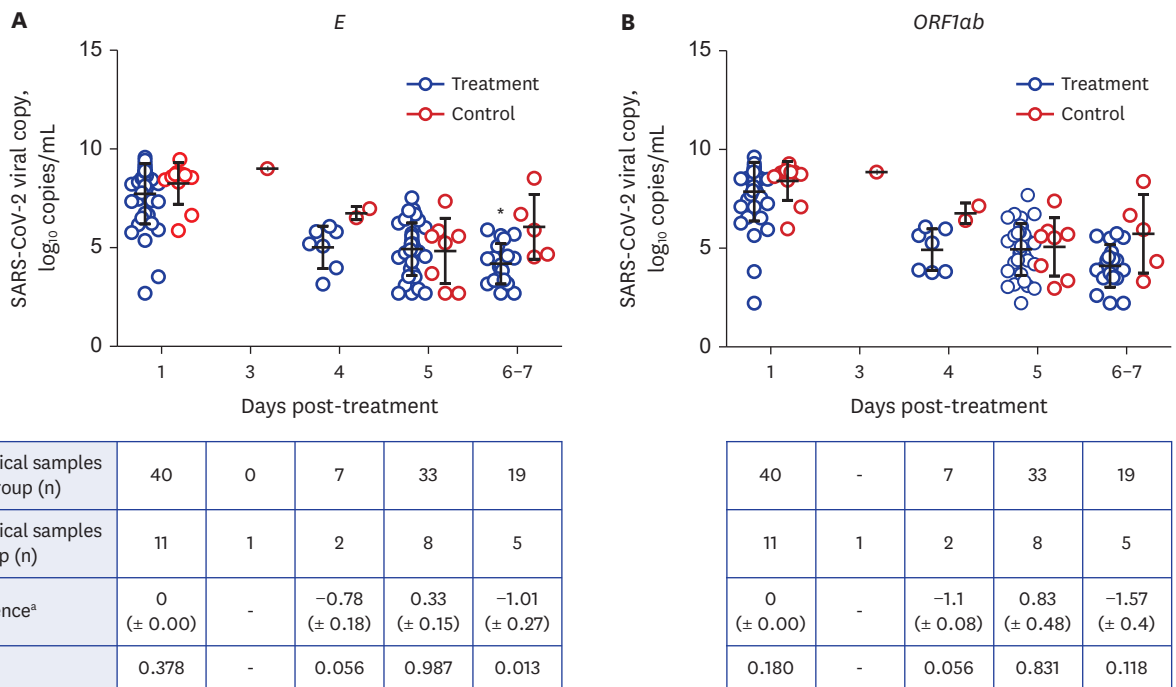 A
E
SARS-CoV-2 viral copy,
log10 copies/mL
15
10
5
0
Treatment
Control
*
1
3
4
5
6–7
Days post-treatment
B
ORF1ab
SARS-CoV-2 viral copy,
log10 copies/mL
15
10
5
0
Treatment
Control
1
3
4
5
6–7
Days post-treatment
ical samples
roup (n)
40 0 7 33 19
40 - 7 33 19
ical samples
p (n)
11 1 2 8 5
11 1 2 8 5
enceᵃ
0 - −0.78 0.33 −1.01
(± 0.00) (± 0.18) (± 0.15) (± 0.27)
0 - −1.1 0.83 −1.57
(± 0.00) (± 0.08) (± 0.48) (± 0.4)
0.378 - 0.056 0.987 0.013
0.180 - 0.056 0.831 0.118